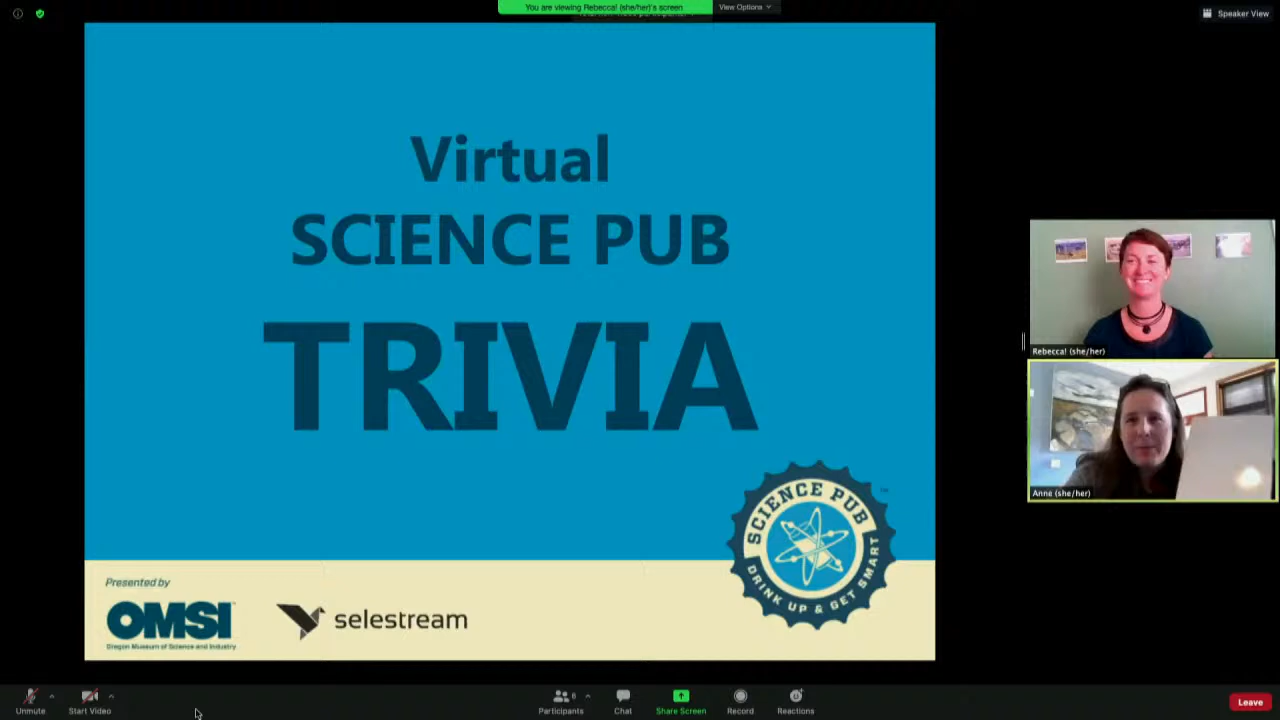 You are viewing Rebecca! (she/her)'s screen
View Options
Speaker View
Virtual
SCIENCE PUB
TRIVIA
SCIENCE PUB
DRINK UP & GET SMART
Presented by
OMSI
Oregon Museum of Science and Industry
selestream
Rebecca! (she/her)
Anne (she/her)
Unmute
Start Video
6
Participants
Chat
Share Screen
Record
Reactions
Leave